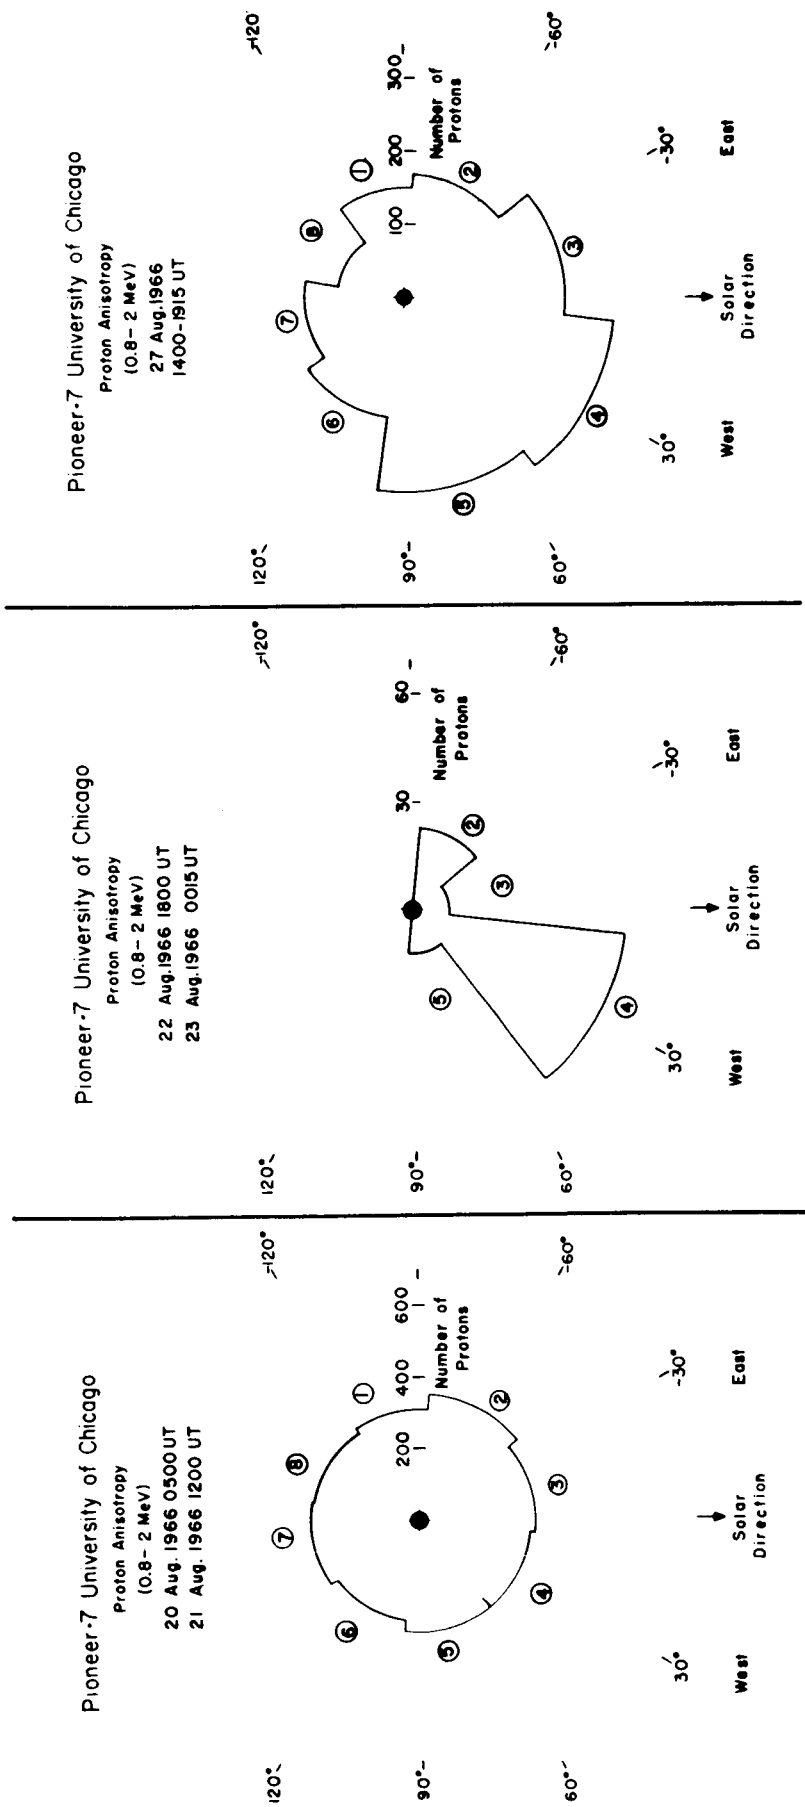 Pioneer-7 University of Chicago
Proton Anisotropy
(0.8-2 MeV)
20 Aug. 1966 0500 UT
21 Aug. 1966 1200 UT
120°
-120°
90°
200
400
600
Number of
Protons
60°
-60°
30°
-30°
West
East
Solar
Direction
1
2
3
4
5
6
7
8
Pioneer-7 University of Chicago
Proton Anisotropy
(0.8-2 MeV)
22 Aug. 1966 1800 UT
23 Aug. 1966 0015 UT
120°
-120°
90°
30
60
Number of
Protons
60°
-60°
30°
-30°
West
East
Solar
Direction
2
3
4
5
Pioneer-7 University of Chicago
Proton Anisotropy
(0.8-2 MeV)
27 Aug. 1966
1400-1915 UT
120°
-120°
90°
100
200
300
Number of
Protons
60°
-60°
30°
-30°
West
East
Solar
Direction
1
2
3
4
5
6
7
8